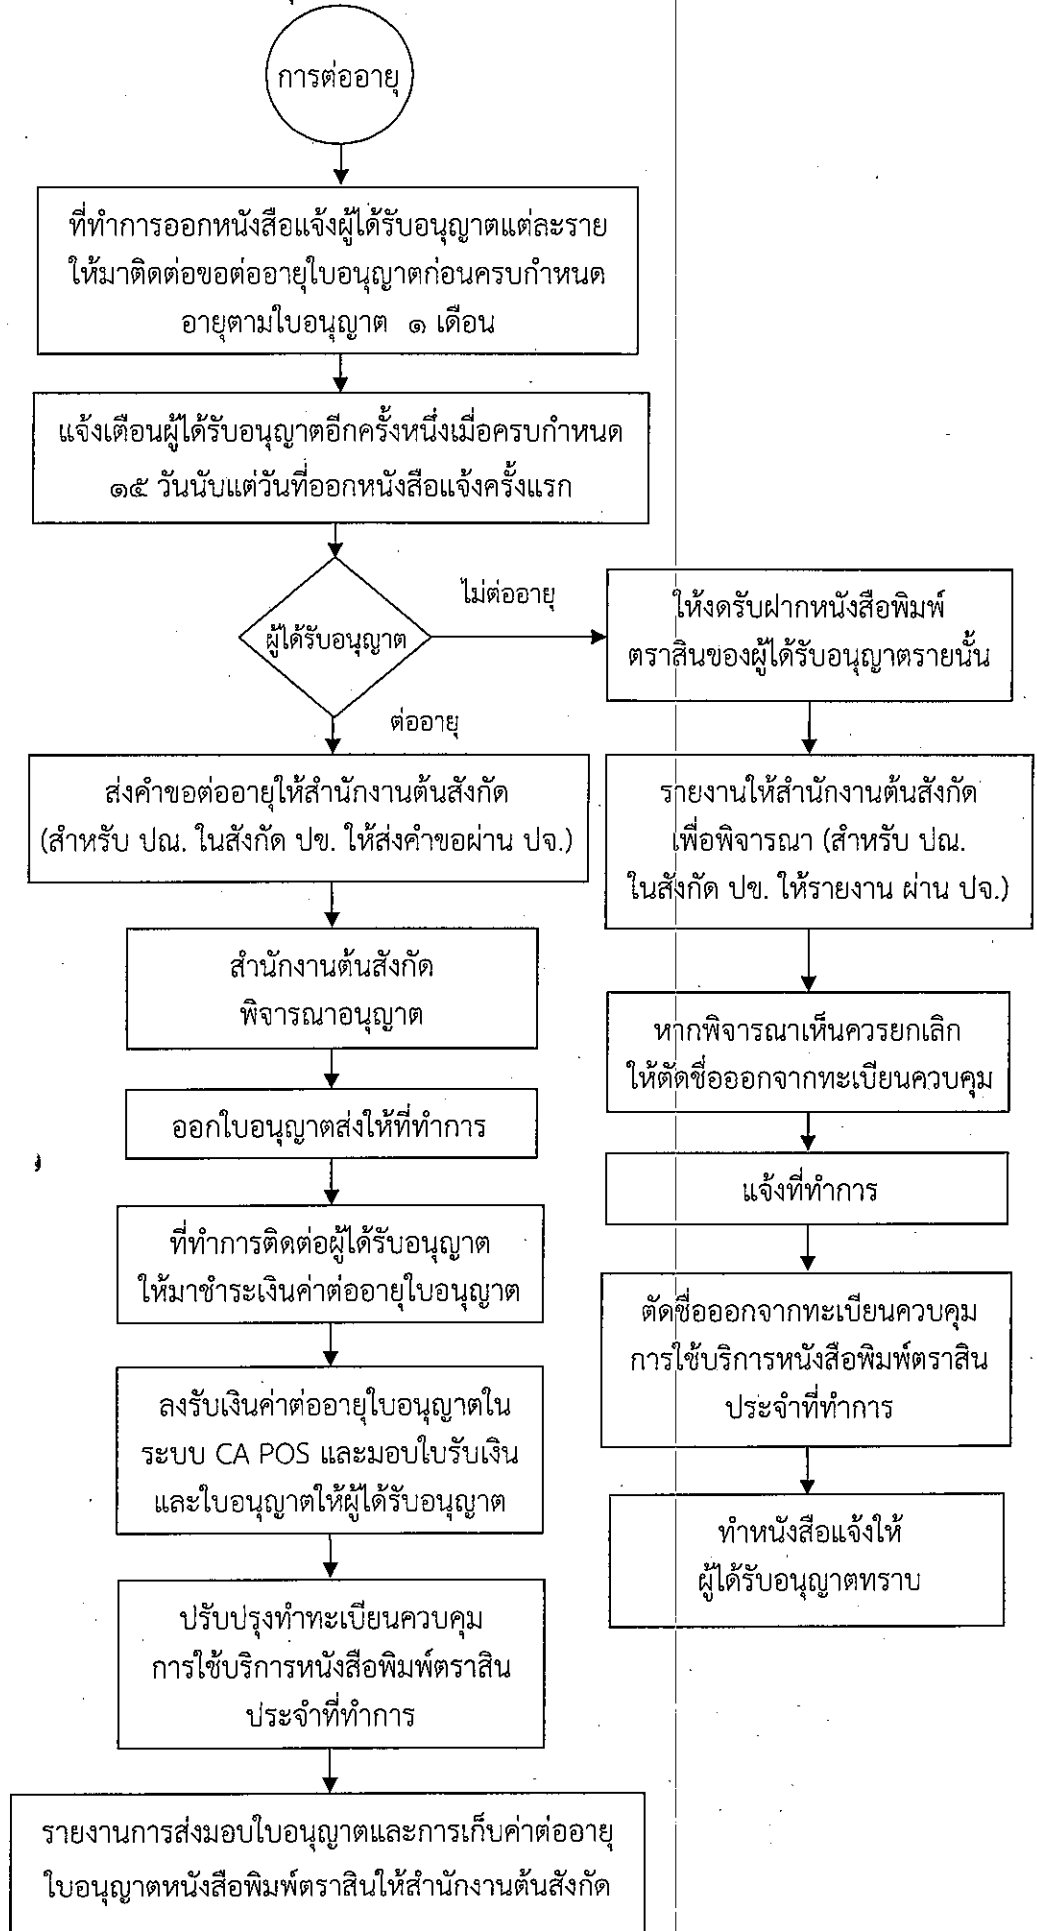 การต่ออายุ
ที่ทำการออกหนังสือแจ้งผู้ได้รับอนุญาตแต่ละราย
ให้มาติดต่อขอต่ออายุใบอนุญาตก่อนครบกำหนด
อายุตามใบอนุญาต ๑ เดือน
แจ้งเตือนผู้ได้รับอนุญาตอีกครั้งหนึ่งเมื่อครบกำหนด
๑๕ วันนับแต่วันที่ออกหนังสือแจ้งครั้งแรก
ผู้ได้รับอนุญาต
ไม่ต่ออายุ
ให้งดรับฝากหนังสือพิมพ์
ตราสินของผู้ได้รับอนุญาตรายนั้น
ต่ออายุ
ส่งคำขอต่ออายุให้สำนักงานต้นสังกัด
(สำหรับ ปณ. ในสังกัด ปข. ให้ส่งคำขอผ่าน ปจ.)
รายงานให้สำนักงานต้นสังกัด
เพื่อพิจารณา (สำหรับ ปณ.
ในสังกัด ปข. ให้รายงาน ผ่าน ปจ.)
สำนักงานต้นสังกัด
พิจารณาอนุญาต
หากพิจารณาเห็นควรยกเลิก
ให้ตัดชื่อออกจากทะเบียนควบคุม
ออกใบอนุญาตส่งให้ที่ทำการ
แจ้งที่ทำการ
ที่ทำการติดต่อผู้ได้รับอนุญาต
ให้มาชำระเงินค่าต่ออายุใบอนุญาต
ตัดชื่อออกจากทะเบียนควบคุม
การใช้บริการหนังสือพิมพ์ตราสิน
ประจำที่ทำการ
ลงรับเงินค่าต่ออายุใบอนุญาตใน
ระบบ CA POS และมอบใบรับเงิน
และใบอนุญาตให้ผู้ได้รับอนุญาต
ทำหนังสือแจ้งให้
ผู้ได้รับอนุญาตทราบ
ปรับปรุงทำทะเบียนควบคุม
การใช้บริการหนังสือพิมพ์ตราสิน
ประจำที่ทำการ
รายงานการส่งมอบใบอนุญาตและการเก็บค่าต่ออายุ
ใบอนุญาตหนังสือพิมพ์ตราสินให้สำนักงานต้นสังกัด